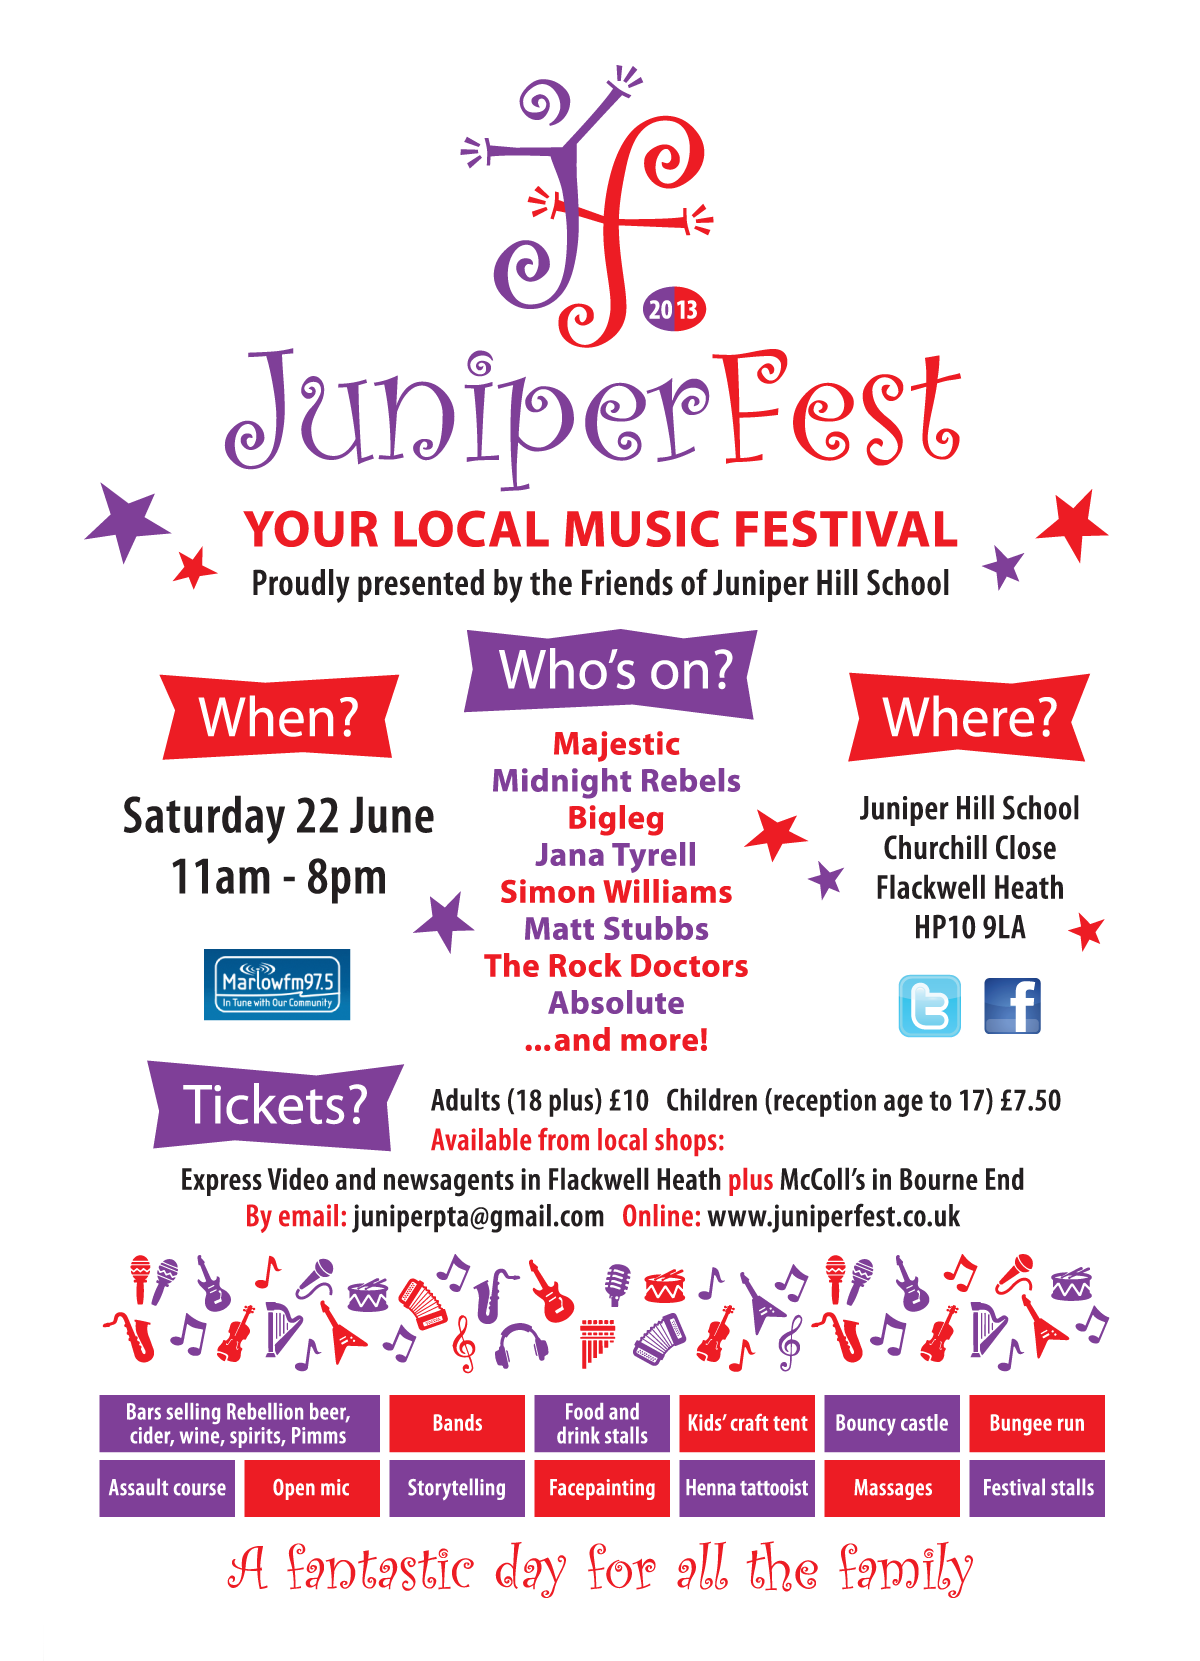 JF
2013
JuniperFest
YOUR LOCAL MUSIC FESTIVAL
Proudly presented by the Friends of Juniper Hill School
When?
Saturday 22 June
11am - 8pm
Marlowfm97.5
In Tune with Our Community
Who's on?
Majestic
Midnight Rebels
Bigleg
Jana Tyrell
Simon Williams
Matt Stubbs
The Rock Doctors
Absolute
...and more!
Where?
Juniper Hill School
Churchill Close
Flackwell Heath
HP10 9LA
t
f
Tickets?
Adults (18 plus) £10 Children (reception age to 17) £7.50
Available from local shops:
Express Video and newsagents in Flackwell Heath plus McColl's in Bourne End
By email: juniperpta@gmail.com Online: www.juniperfest.co.uk
Bars selling Rebellion beer,
cider, wine, spirits, Pimms
Bands
Food and
drink stalls
Kids' craft tent
Bouncy castle
Bungee run
Assault course
Open mic
Storytelling
Facepainting
Henna tattooist
Massages
Festival stalls
A fantastic day for all the family